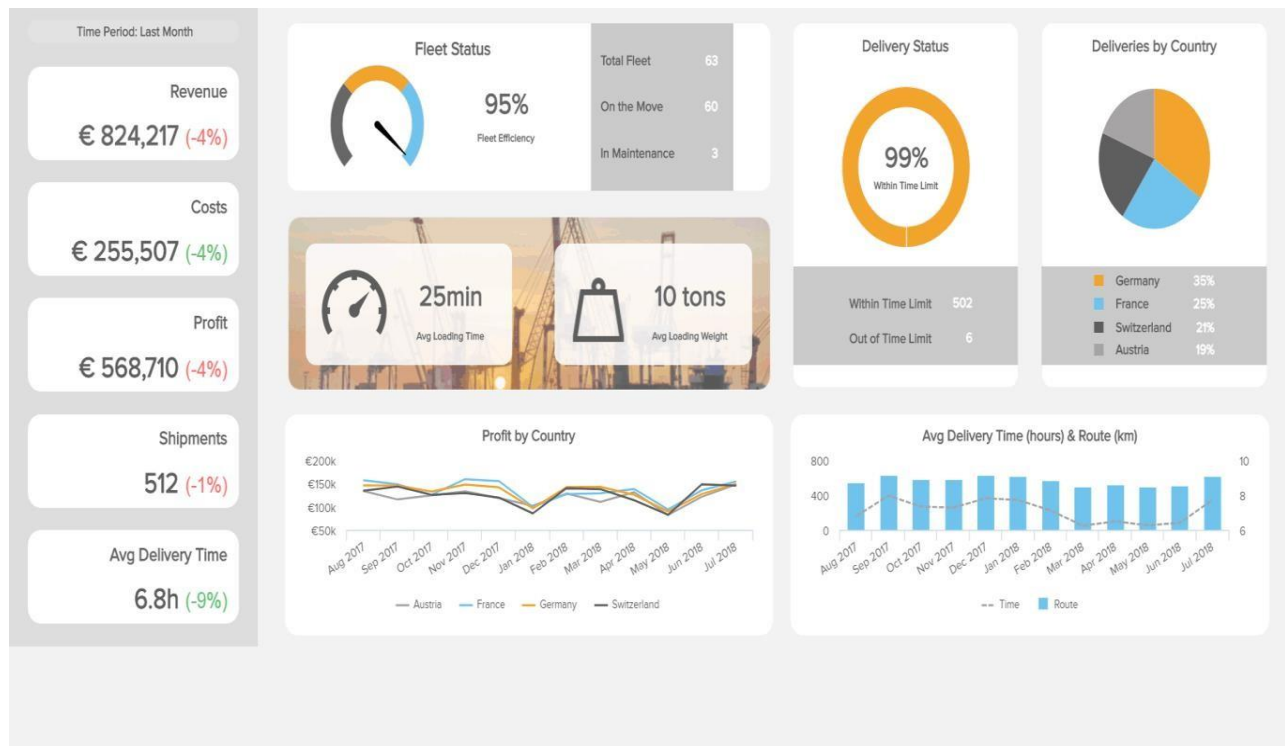 Time Period: Last Month
Revenue
€ 824,217 (-4%)
Costs
€ 255,507 (-4%)
Profit
€ 568,710 (-4%)
Shipments
512 (-1%)
Avg Delivery Time
6.8h (-9%)
Fleet Status
95%
Fleet Efficiency
Total Fleet 63
On the Move 60
In Maintenance 3
25min
Avg Loading Time
10 tons
Avg Loading Weight
Delivery Status
99%
Within Time Limit
Within Time Limit 502
Out of Time Limit 6
Deliveries by Country
Germany 35%
France 25%
Switzerland 21%
Austria 19%
Profit by Country
€200k
€150k
€100k
€50k
Aug 2017 Sep 2017 Oct 2017 Nov 2017 Dec 2017 Jan 2018 Feb 2018 Mar 2018 Apr 2018 May 2018 Jun 2018 Jul 2018
Austria France Germany Switzerland
Avg Delivery Time (hours) & Route (km)
800 10
400 8
0 6
Aug 2017 Sep 2017 Oct 2017 Nov 2017 Dec 2017 Jan 2018 Feb 2018 Mar 2018 Apr 2018 May 2018 Jun 2018 Jul 2018
Time Route